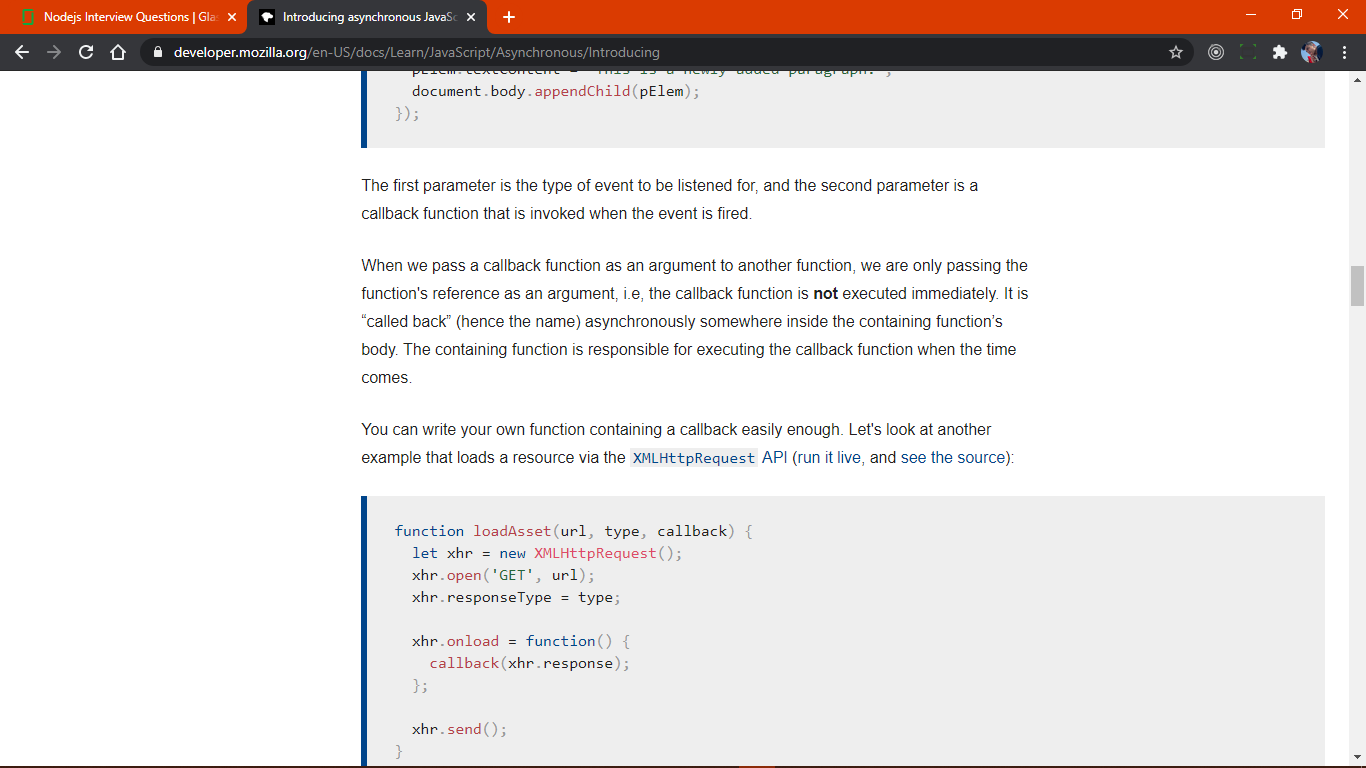 Nodejs Interview Questions | Gla
Introducing asynchronous JavaSc
developer.mozilla.org/en-US/docs/Learn/JavaScript/Asynchronous/Introducing
pElem.textContent = 'This is a newly-added paragraph.';
document.body.appendChild(pElem);
});
The first parameter is the type of event to be listened for, and the second parameter is a
callback function that is invoked when the event is fired.
When we pass a callback function as an argument to another function, we are only passing the
function's reference as an argument, i.e, the callback function is not executed immediately. It is
“called back” (hence the name) asynchronously somewhere inside the containing function’s
body. The containing function is responsible for executing the callback function when the time
comes.
You can write your own function containing a callback easily enough. Let's look at another
example that loads a resource via the XMLHttpRequest API (run it live, and see the source):
function loadAsset(url, type, callback) {
let xhr = new XMLHttpRequest();
xhr.open('GET', url);
xhr.responseType = type;
xhr.onload = function() {
callback(xhr.response);
};
xhr.send();
}